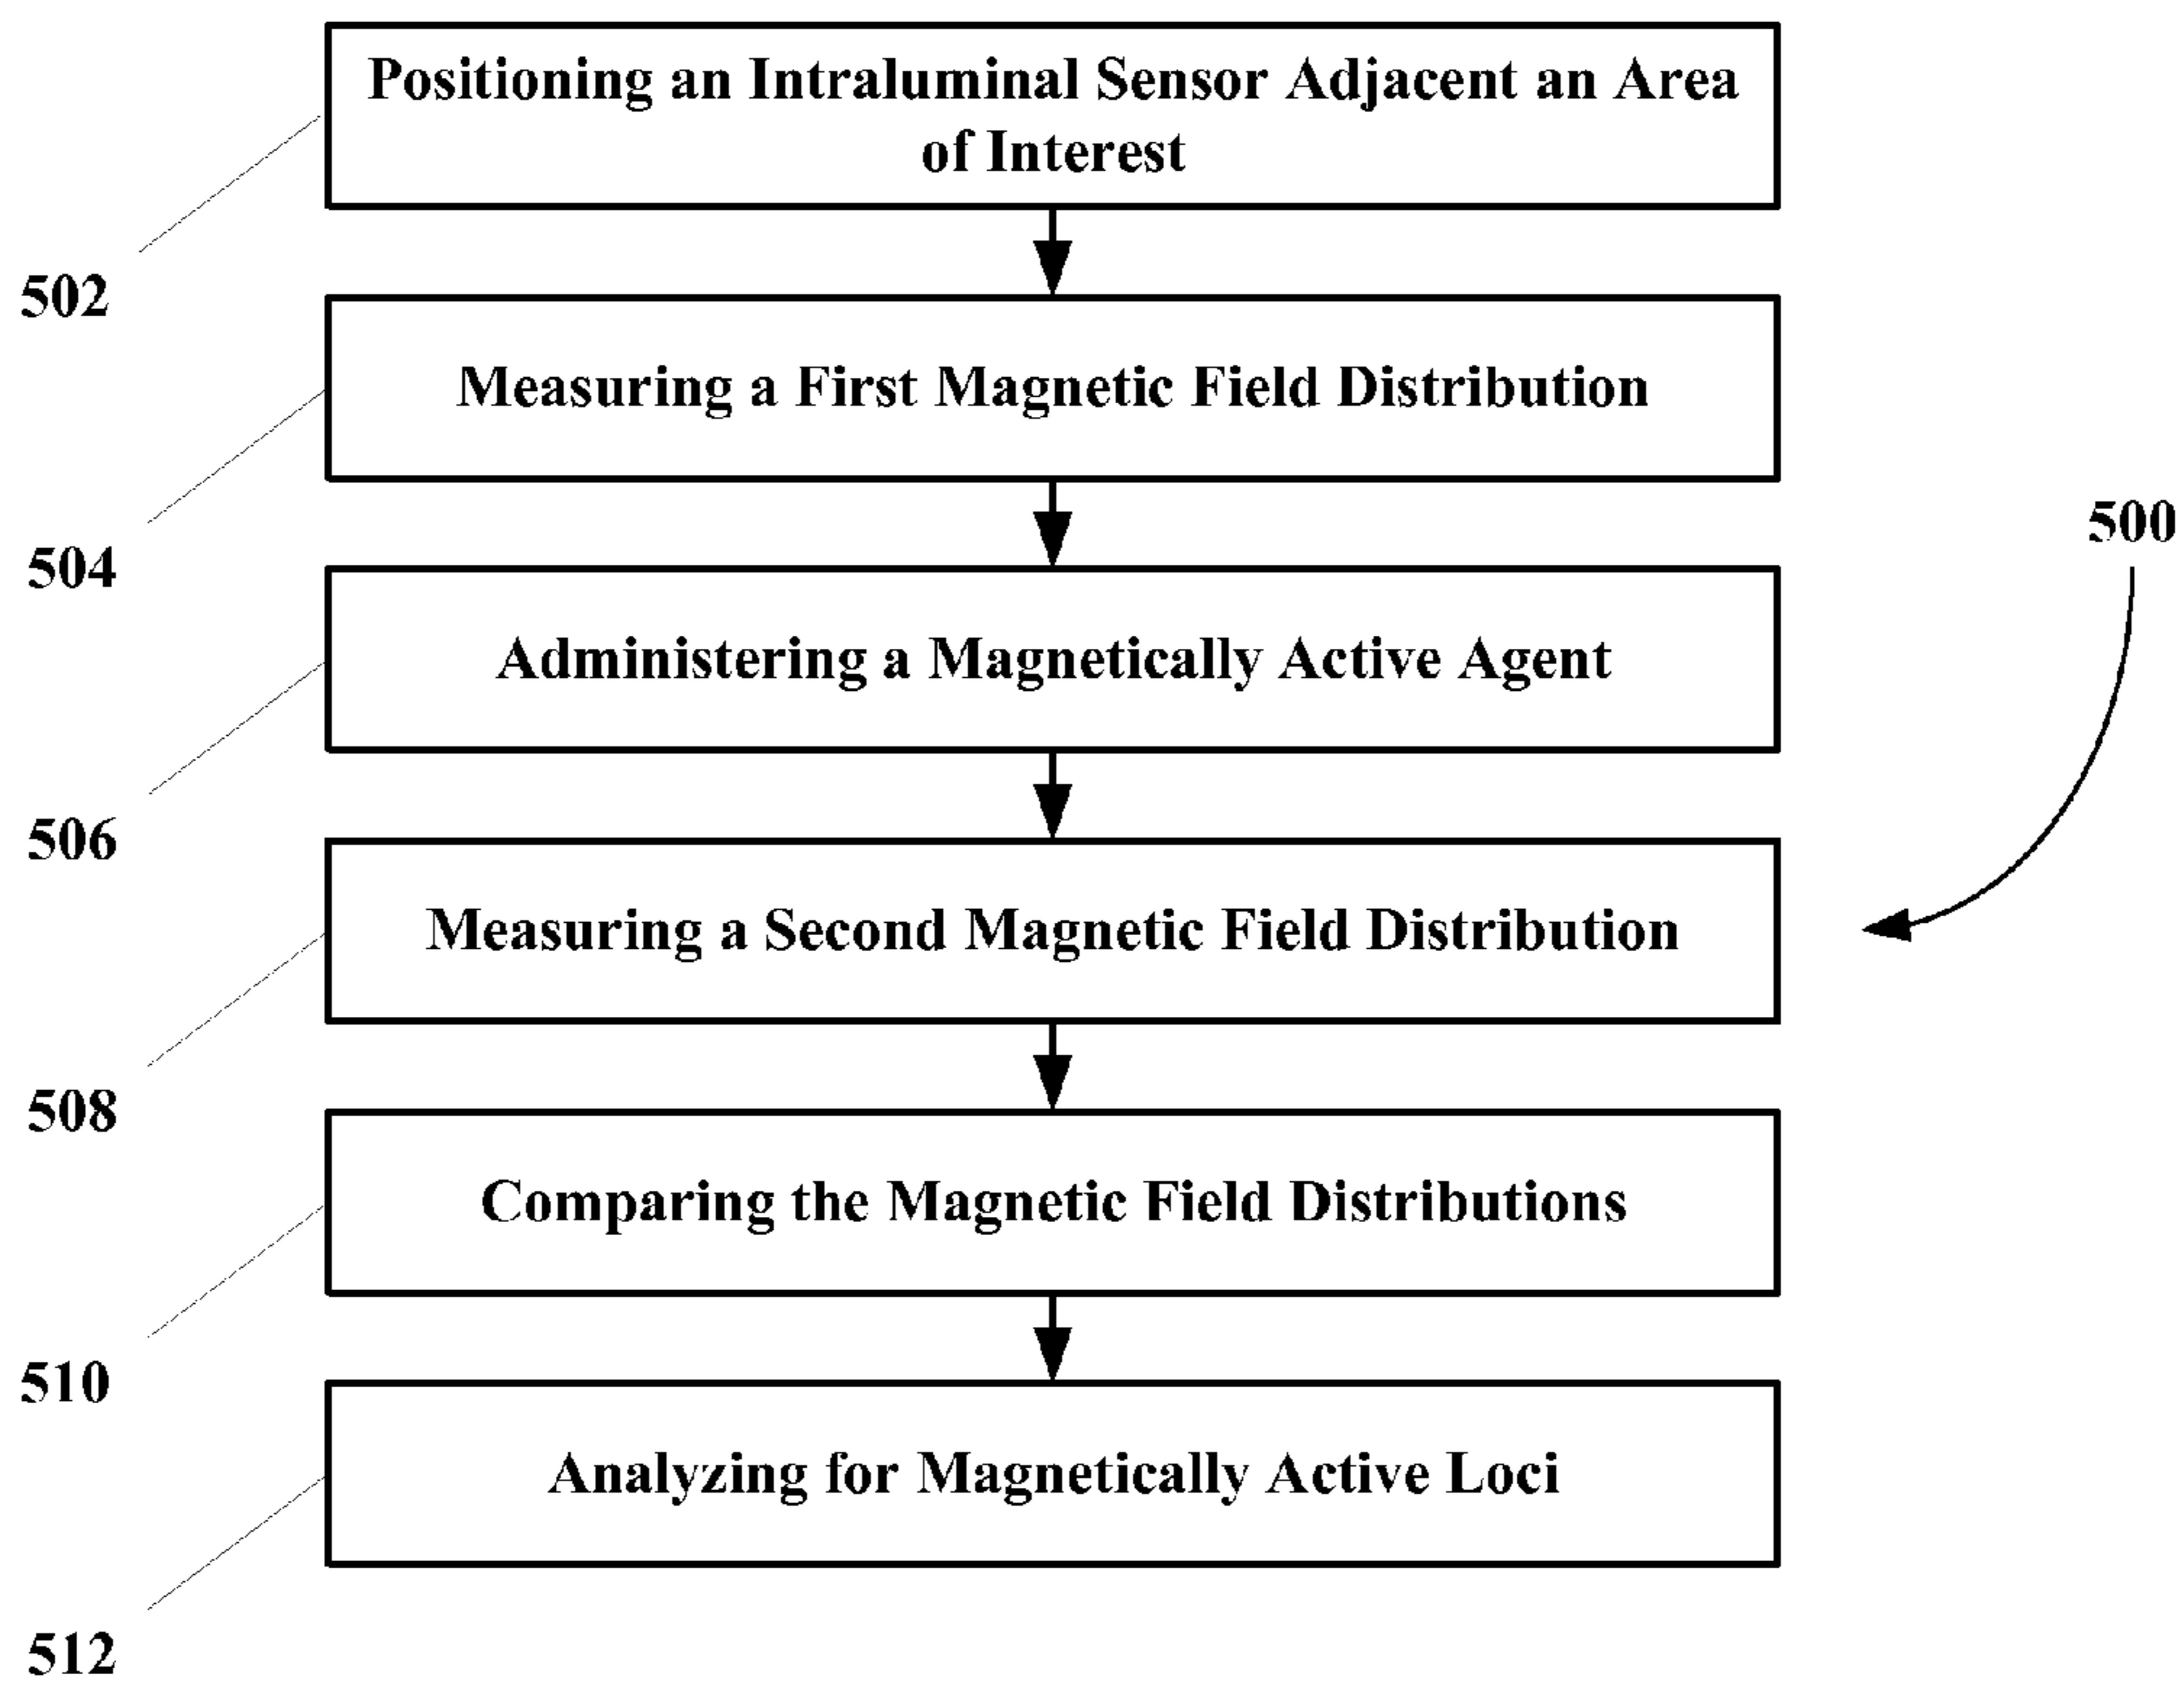 Positioning an Intraluminal Sensor Adjacent an Area
of Interest
502
Measuring a First Magnetic Field Distribution
504
500
Administering a Magnetically Active Agent
506
Measuring a Second Magnetic Field Distribution
508
Comparing the Magnetic Field Distributions
510
Analyzing for Magnetically Active Loci
512